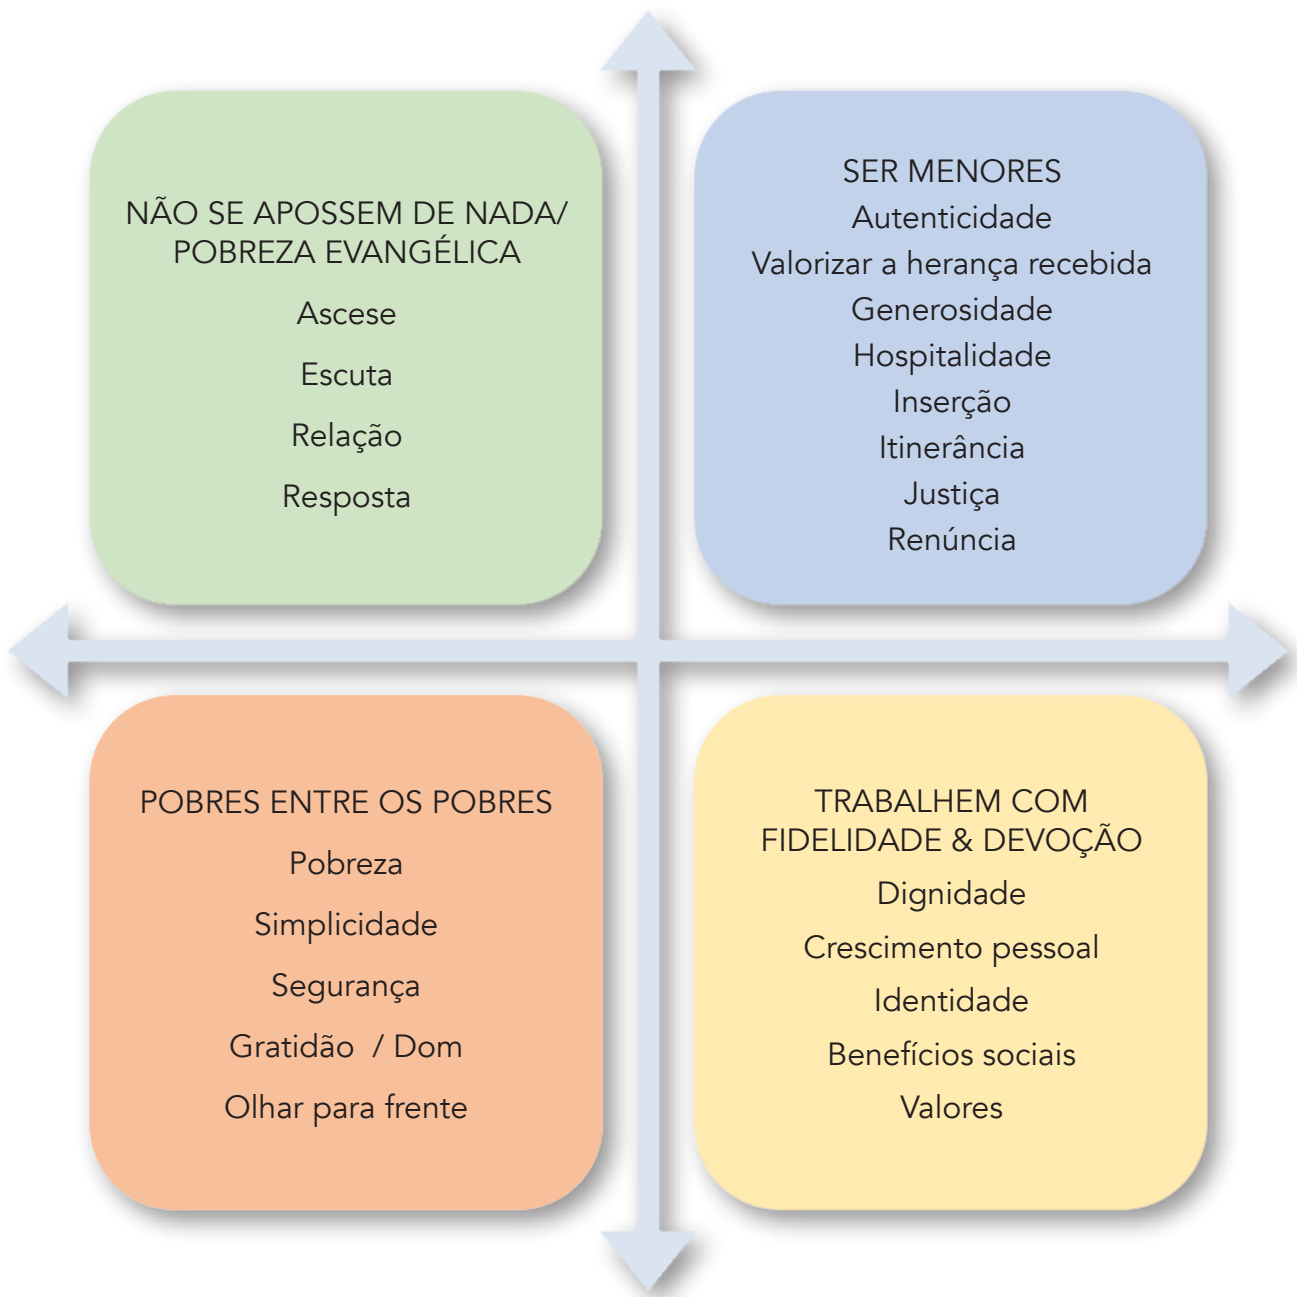 NÃO SE APOSSEM DE NADA/
POBREZA EVANGÉLICA
Ascese
Escuta
Relação
Resposta
SER MENORES
Autenticidade
Valorizar a herança recebida
Generosidade
Hospitalidade
Inserção
Itinerância
Justiça
Renúncia
POBRES ENTRE OS POBRES
Pobreza
Simplicidade
Segurança
Gratidão / Dom
Olhar para frente
TRABALHEM COM
FIDELIDADE & DEVOÇÃO
Dignidade
Crescimento pessoal
Identidade
Benefícios sociais
Valores